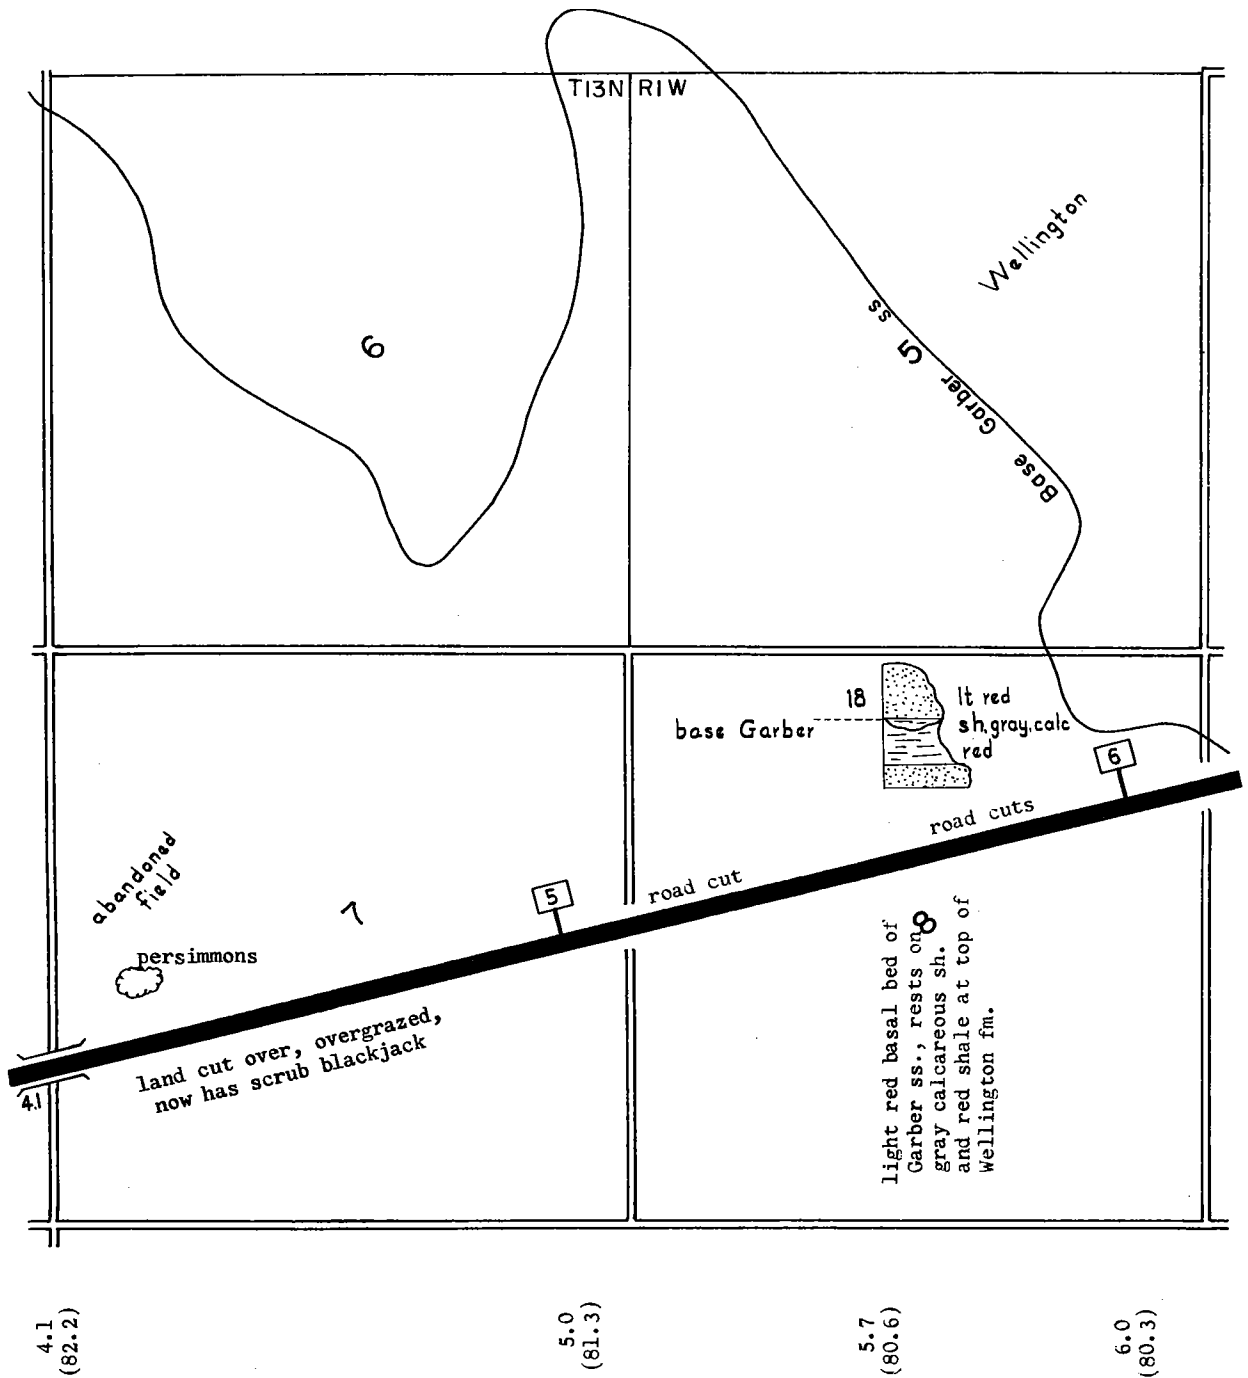 T13N R1W
Wellington
6
ss
5
Garber
Base
18
lt red
base Garber
sh, gray, calc
red
6
road cuts
abandoned
field
7
5
road cut
persimmons
8
land cut over, overgrazed,
now has scrub blackjack
4.1
light red basal bed of
Garber ss., rests on
gray calcareous sh.
and red shale at top of
Wellington fm.
4.1
(82.2)
5.0
(81.3)
5.7
(80.6)
6.0
(80.3)